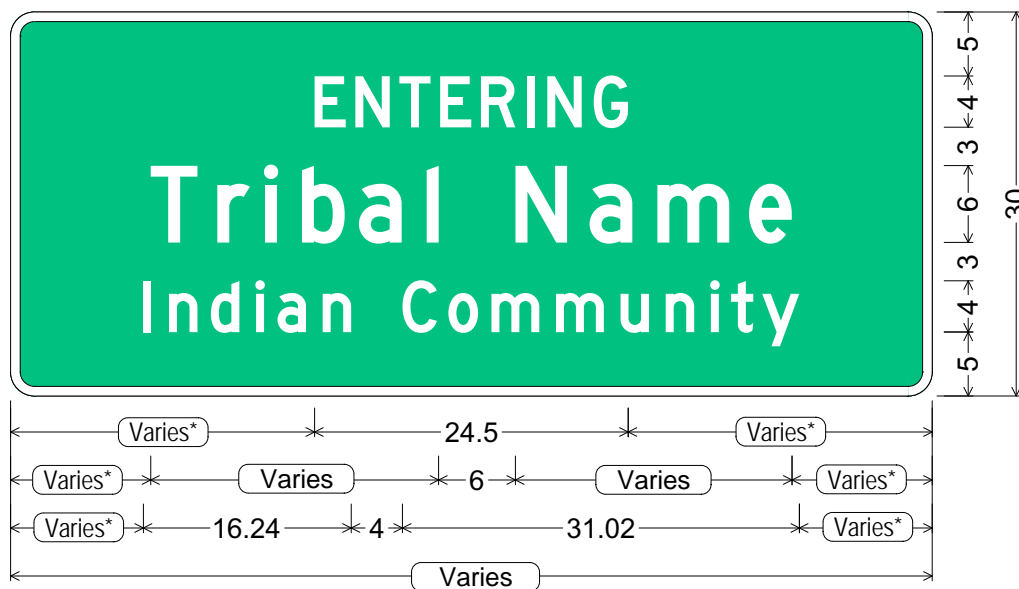 ENTERING
Tribal Name
Indian Community
5
4
3
6
3
4
5
30
Varies* 24.5 Varies*
Varies* Varies 6 Varies Varies*
Varies* 16.24 4 31.02 Varies*
Varies